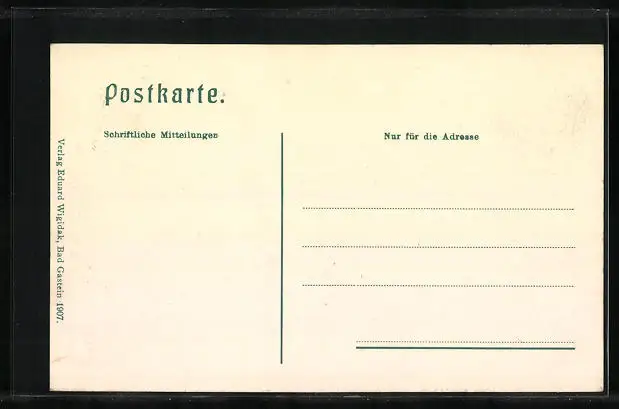 Postkarte.
Schriftliche Mitteilungen
Nur für die Adresse
Verlag Eduard Wigidak, Bad Gastein 1907.